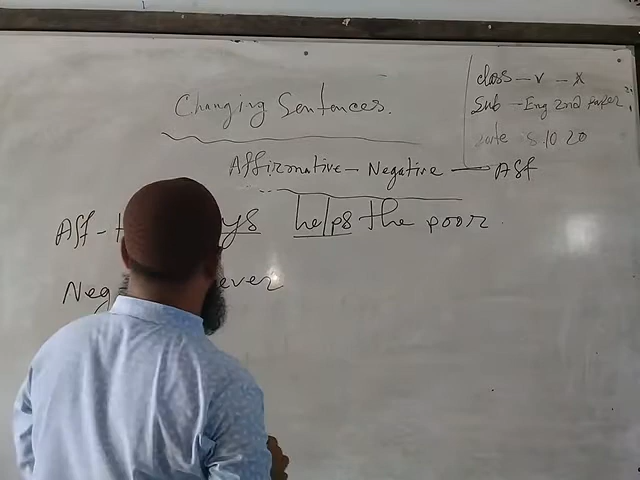 class - V - X
Sub - Eng 2nd paper
date 5.10 20
Changing Sentences.
Affirmative - Negative — Aff
Aff - ys helps the poor.
Neg ever